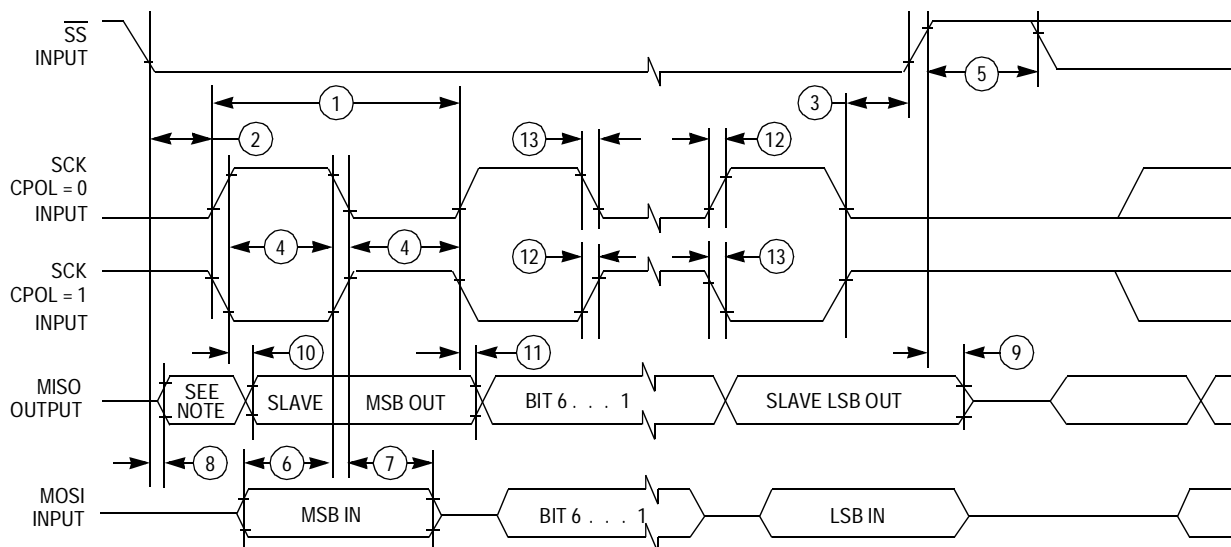 SS
INPUT
5
1
3
2
13
12
SCK
CPOL = 0
INPUT
4
4
12
13
SCK
CPOL = 1
INPUT
10
11
9
MISO
OUTPUT
SEE
NOTE
SLAVE
MSB OUT
BIT 6 . . . 1
SLAVE LSB OUT
8
6
7
MOSI
INPUT
MSB IN
BIT 6 . . . 1
LSB IN